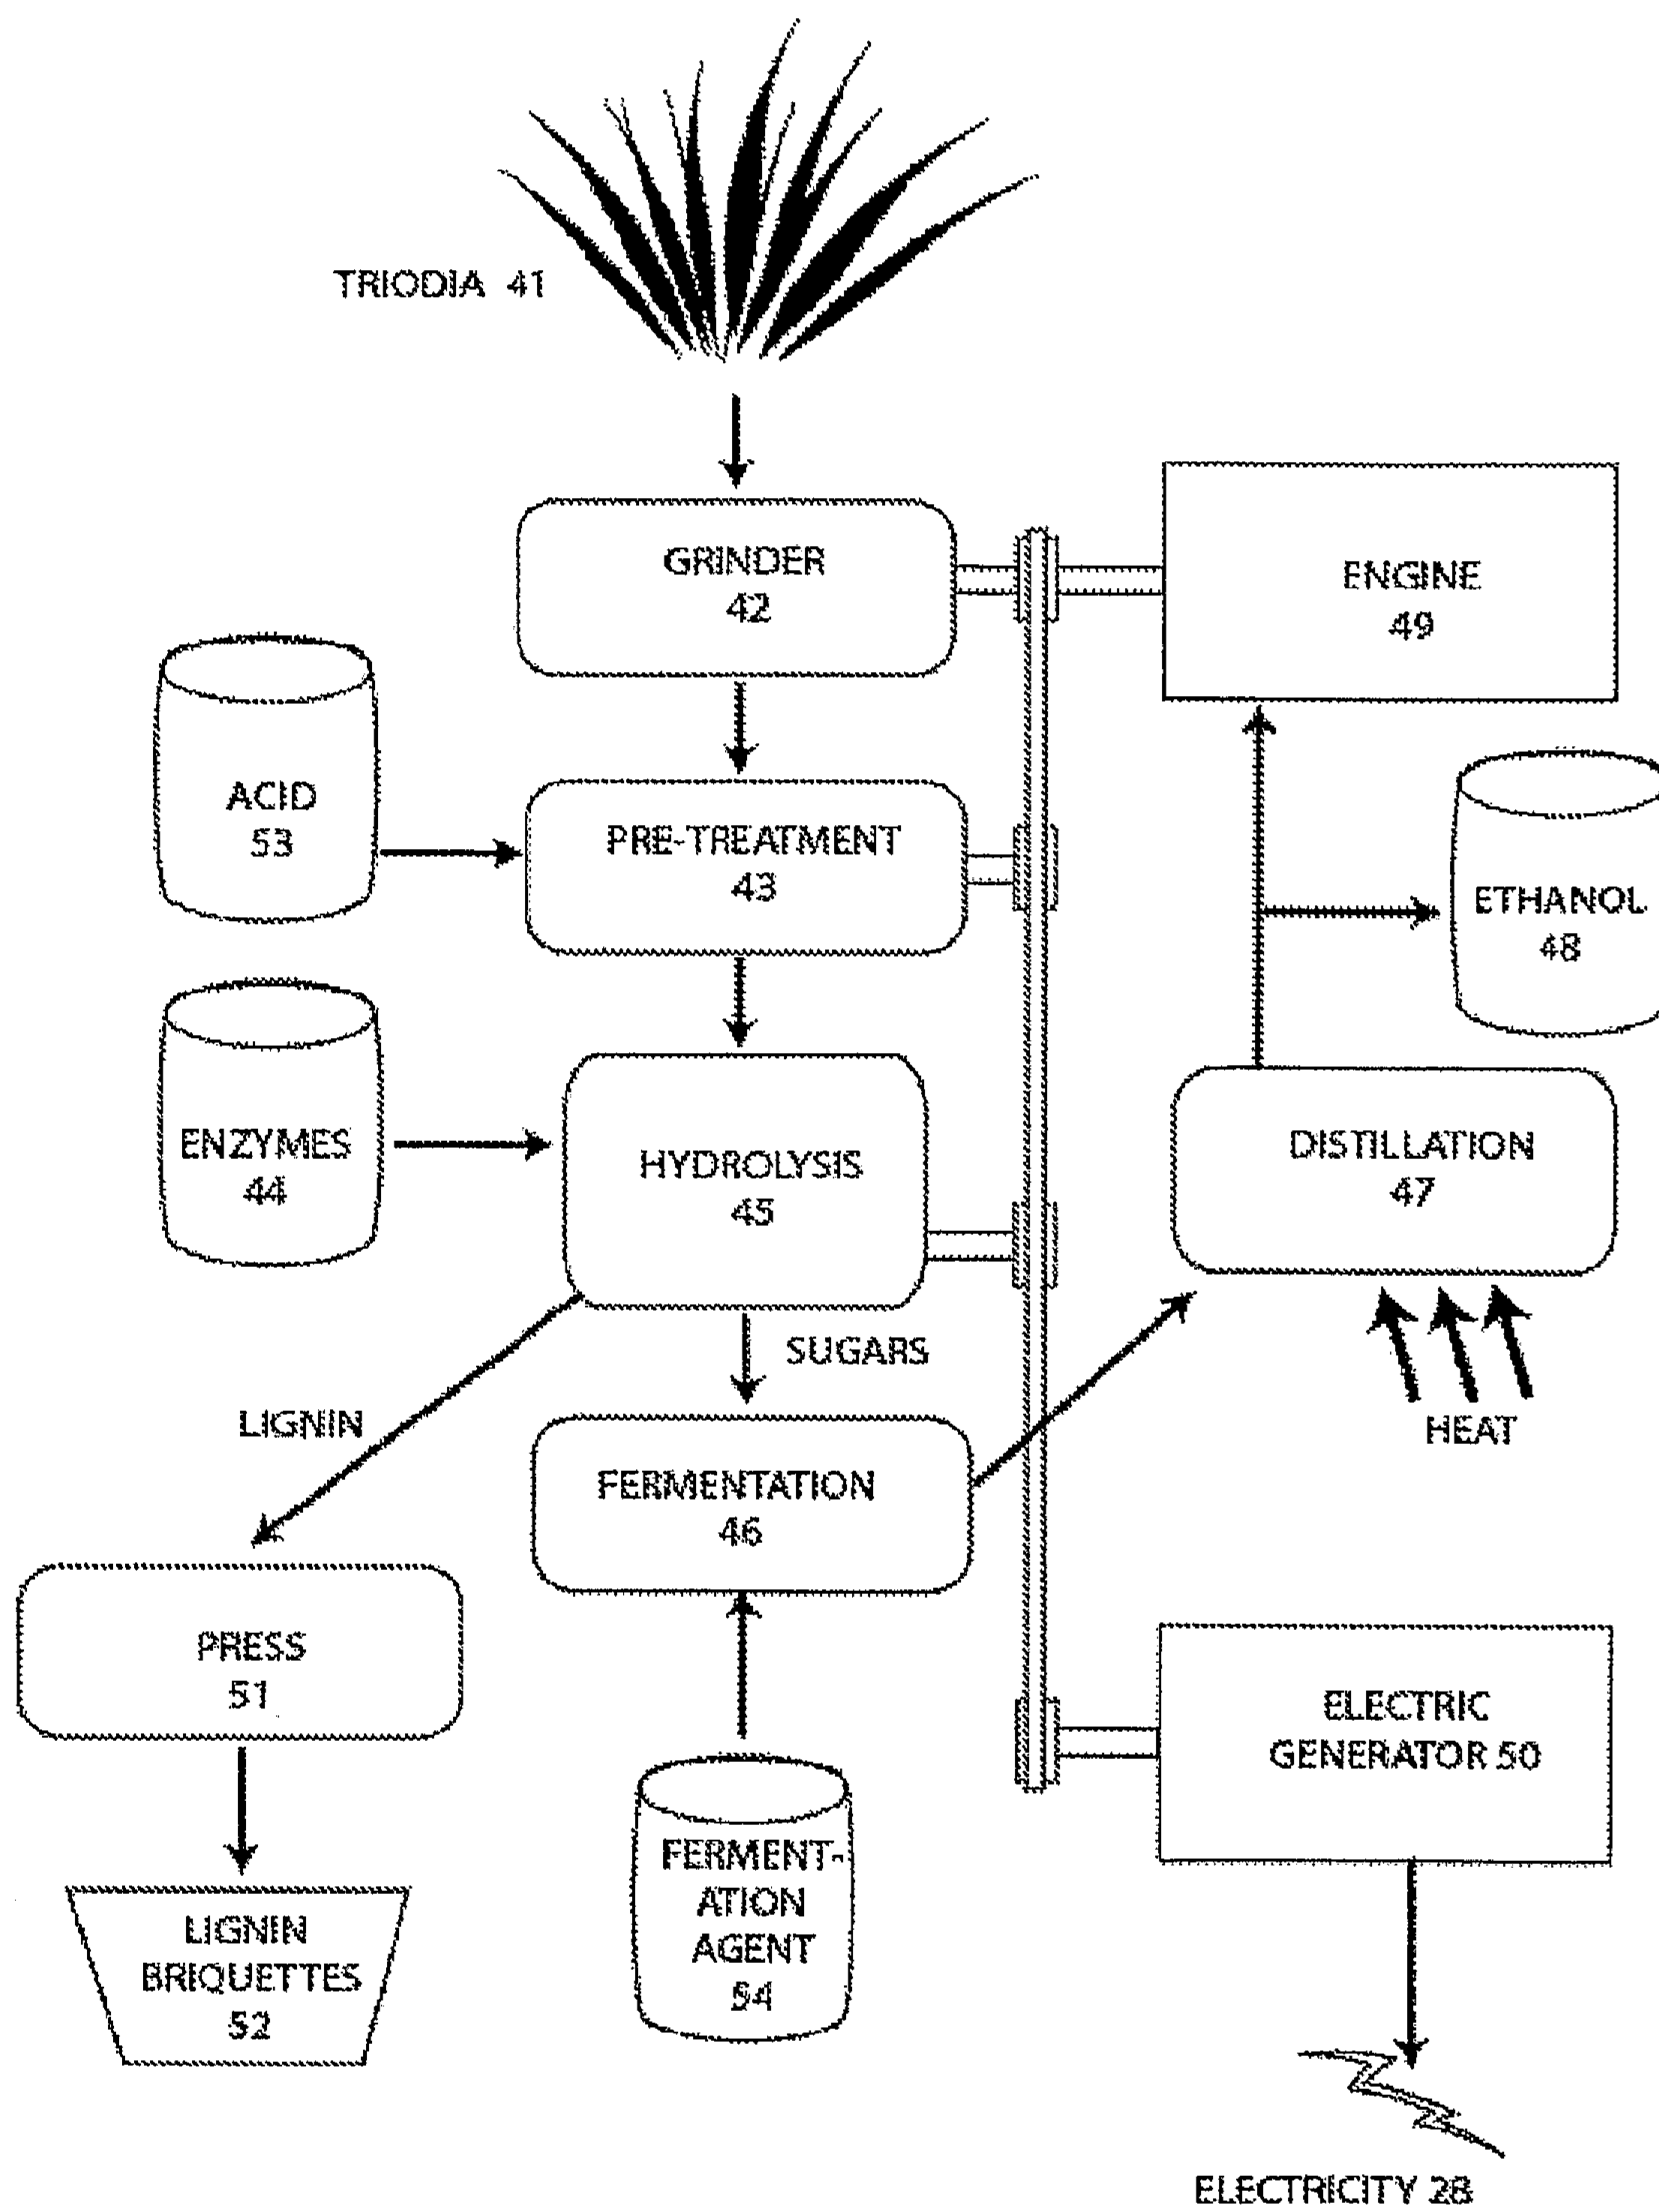 TRIODIA 41
GRINDER
42
ENGINE
49
ACID
53
PRE-TREATMENT
43
ETHANOL
48
ENZYMES
44
HYDROLYSIS
45
DISTILLATION
47
SUGARS
LIGNIN
HEAT
FERMENTATION
46
PRESS
51
ELECTRIC
GENERATOR 50
FERMENT-
ATION
AGENT
54
LIGNIN
BRIQUETTES
52
ELECTRICITY 28